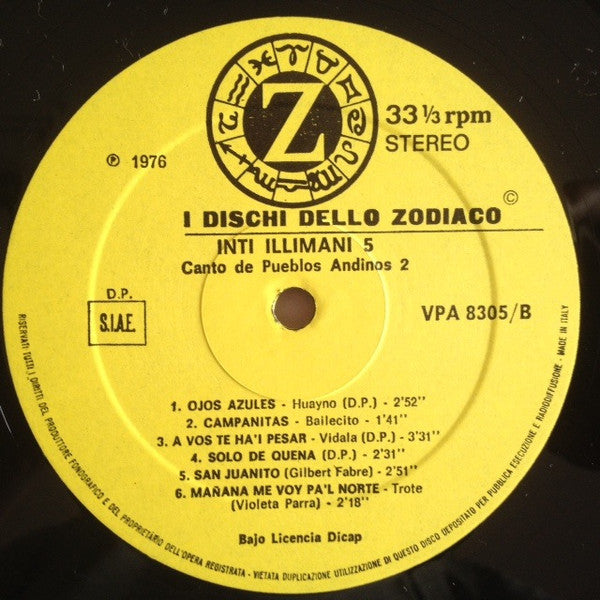 Z
33 ⅓ rpm
STEREO
℗ 1976
I DISCHI DELLO ZODIACO ©
INTI ILLIMANI 5
Canto de Pueblos Andinos 2
D.P.
S.I.A.E.
VPA 8305/B
1. OJOS AZULES - Huayno (D.P.) - 2'52''
2. CAMPANITAS - Bailecito - 1'41''
3. A VOS TE HA'I PESAR - Vidala (D.P.) - 3'31''
4. SOLO DE QUENA (D.P.) - 2'31''
5. SAN JUANITO (Gilbert Fabre) - 2'51''
6. MAÑANA ME VOY PA'L NORTE - Trote
(Violeta Parra) - 2'18''
Bajo Licencia Dicap
RISERVATI TUTTI I DIRITTI DEL PRODUTTORE FONOGRAFICO E DEL PROPRIETARIO DELL'OPERA REGISTRATA - VIETATA DUPLICAZIONE UTILIZZAZIONE DI QUESTO DISCO DEPOSITATO PER PUBBLICA ESECUZIONE E RADIODIFFUSIONE - MADE IN ITALY